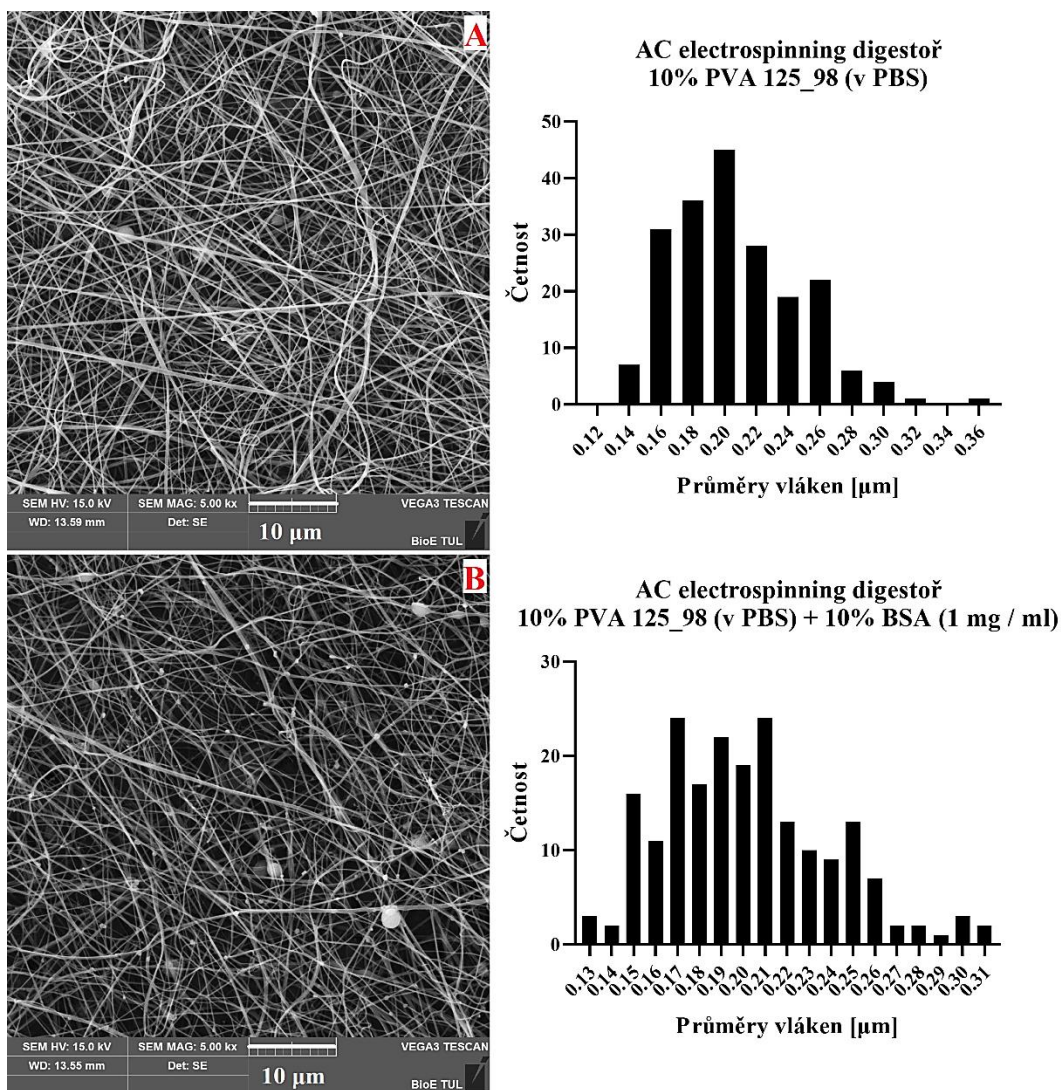 A
SEM HV: 15.0 kV
SEM MAG: 5.00 kx
VEGA3 TESCAN
WD: 13.59 mm
Det: SE
10 µm
BioE TUL
AC electrospinning digestoř
10% PVA 125_98 (v PBS)
Četnost
50
40
30
20
10
0
0.12 0.14 0.16 0.18 0.20 0.22 0.24 0.26 0.28 0.30 0.32 0.34 0.36
Průměry vláken [µm]
B
SEM HV: 15.0 kV
SEM MAG: 5.00 kx
VEGA3 TESCAN
WD: 13.55 mm
Det: SE
10 µm
BioE TUL
AC electrospinning digestoř
10% PVA 125_98 (v PBS) + 10% BSA (1 mg / ml)
Četnost
30
20
10
0
0.13 0.14 0.15 0.16 0.17 0.18 0.19 0.20 0.21 0.22 0.23 0.24 0.25 0.26 0.27 0.28 0.29 0.30 0.31
Průměry vláken [µm]